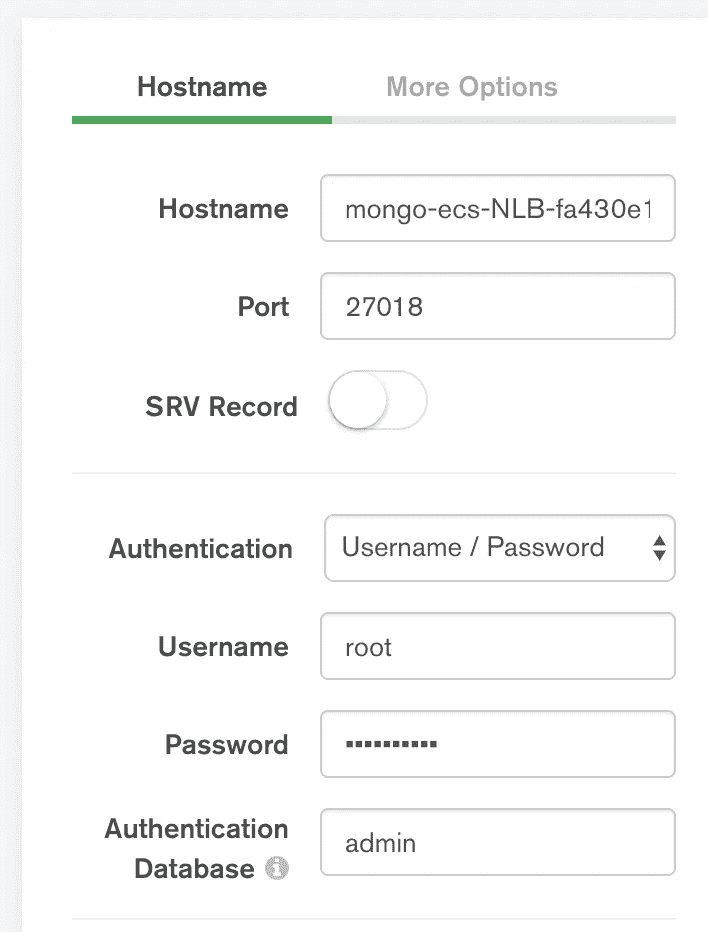 Hostname More Options
Hostname mongo-ecs-NLB-fa430e1
Port 27018
SRV Record
Authentication Username / Password
Username root
Password ••••••••••
Authentication
Database admin